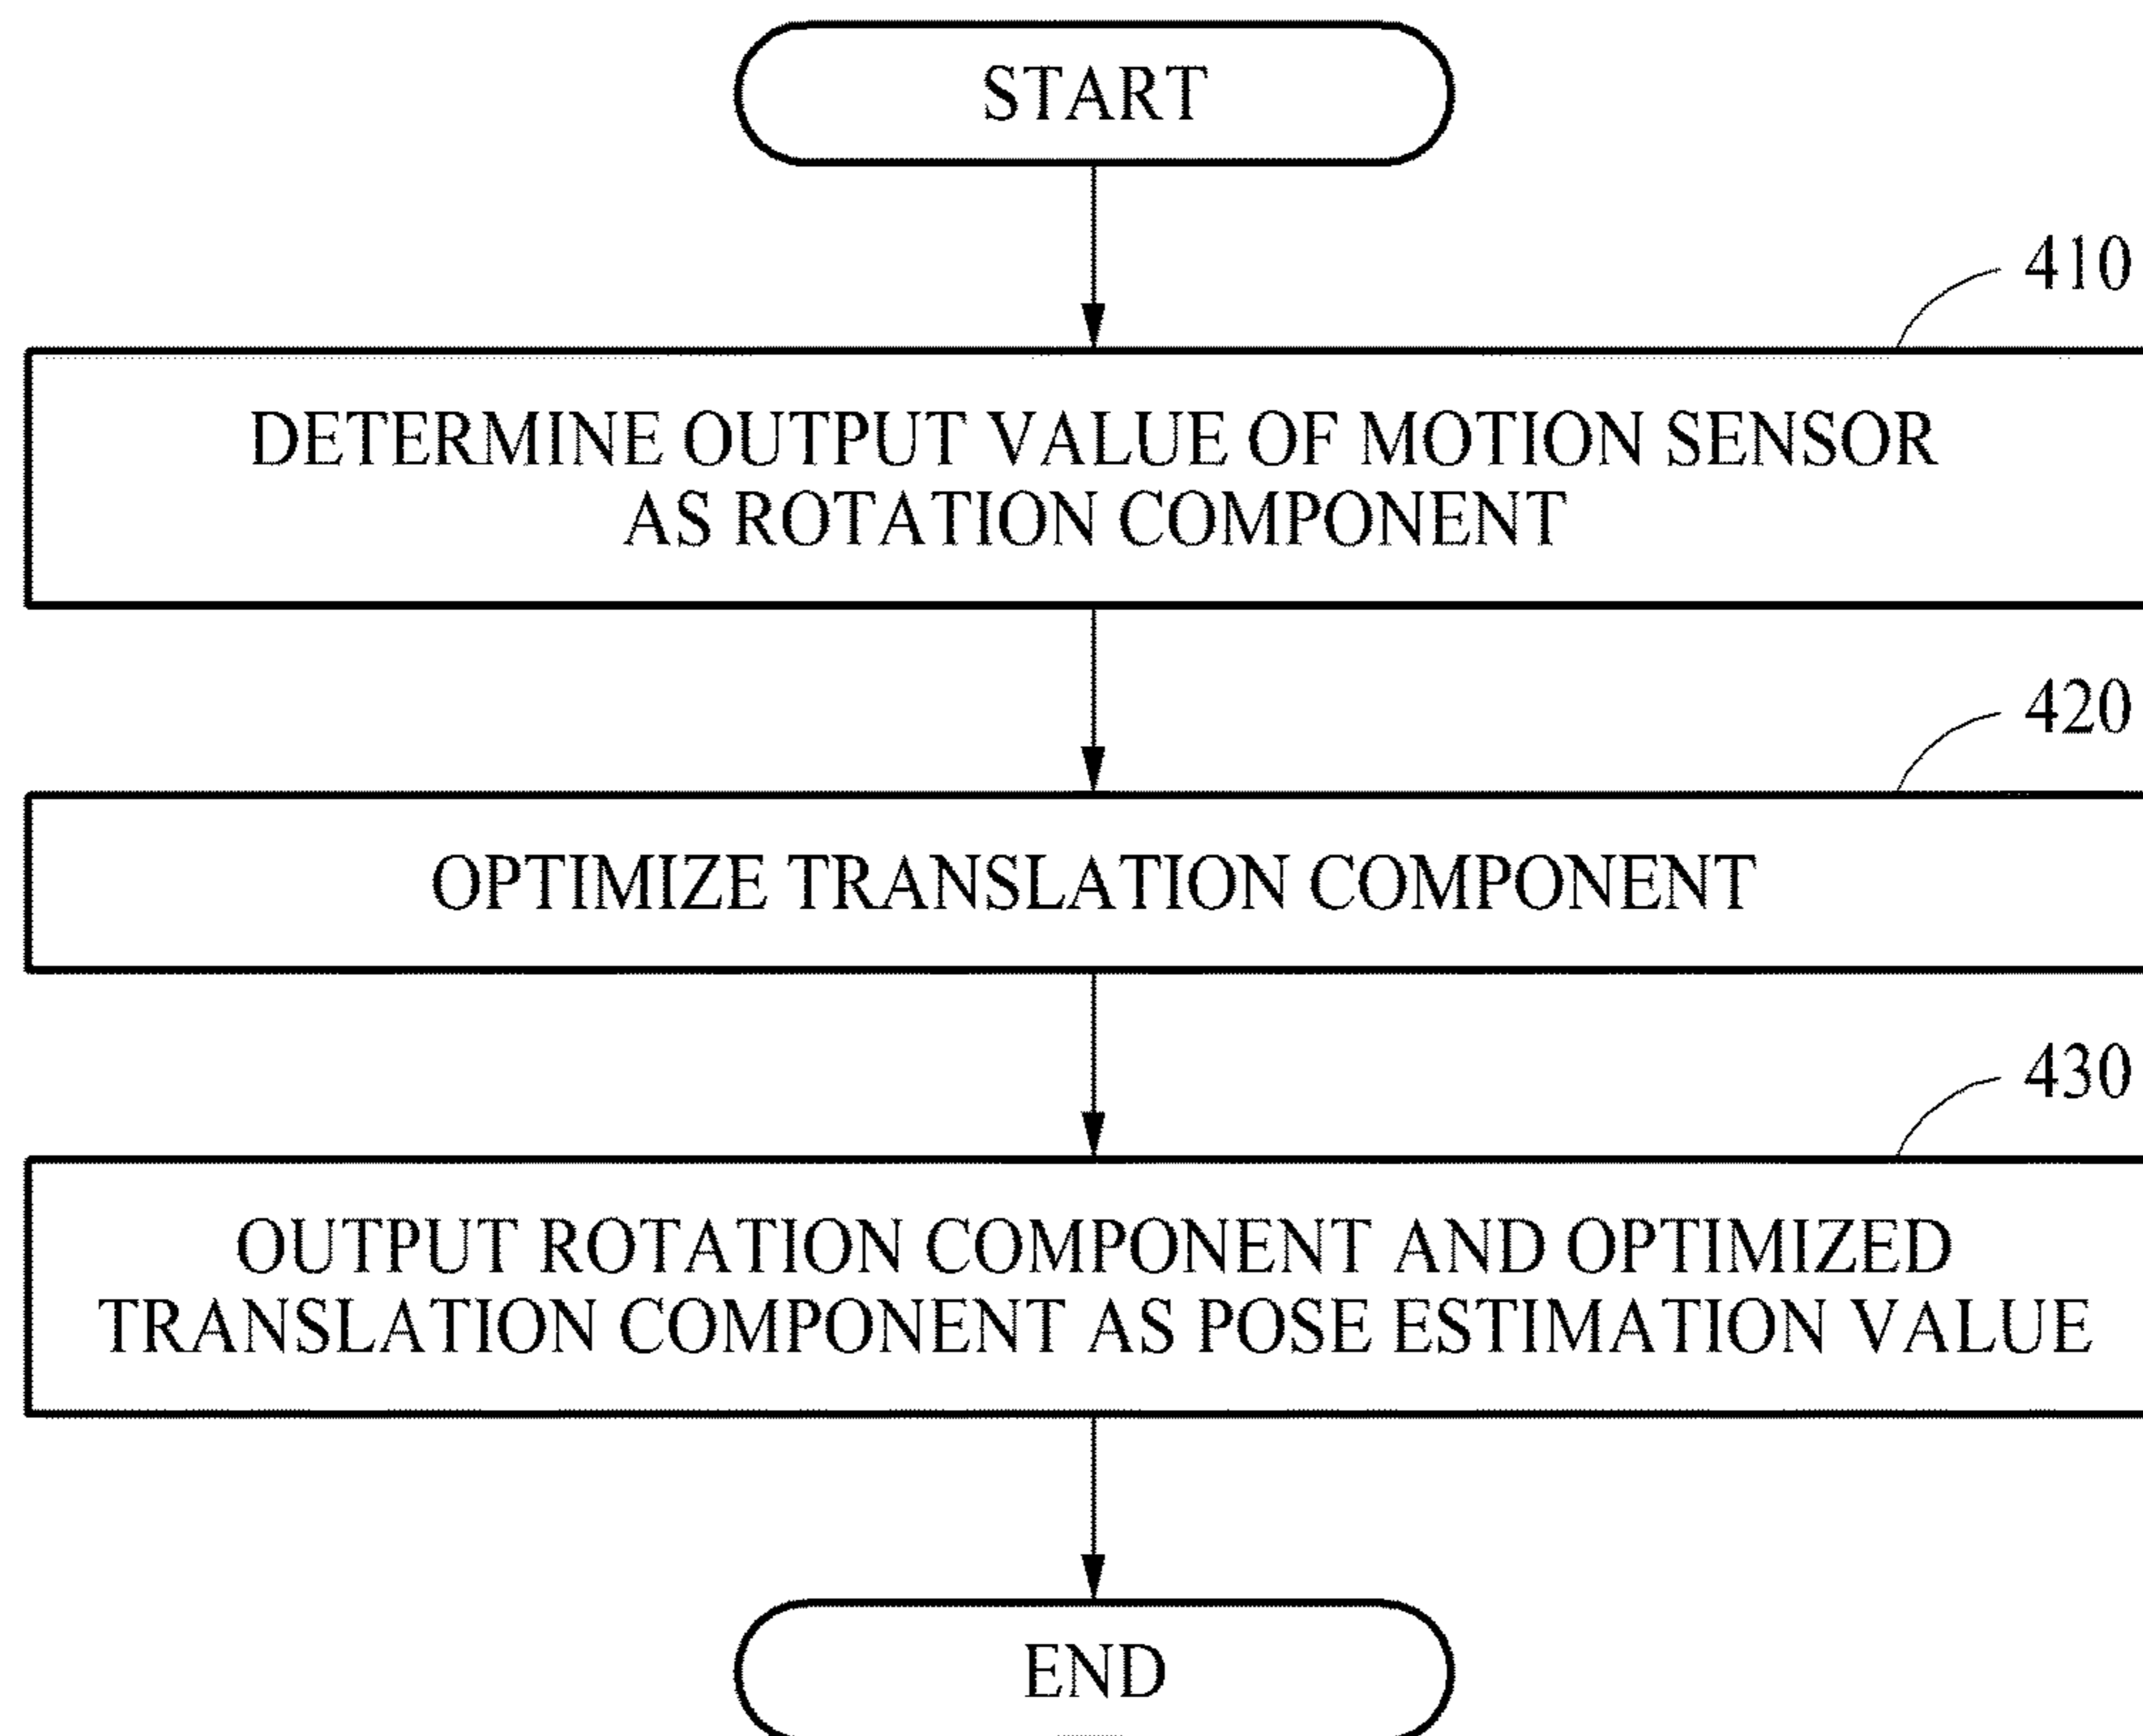 START
410
DETERMINE OUTPUT VALUE OF MOTION SENSOR
AS ROTATION COMPONENT
420
OPTIMIZE TRANSLATION COMPONENT
430
OUTPUT ROTATION COMPONENT AND OPTIMIZED
TRANSLATION COMPONENT AS POSE ESTIMATION VALUE
END